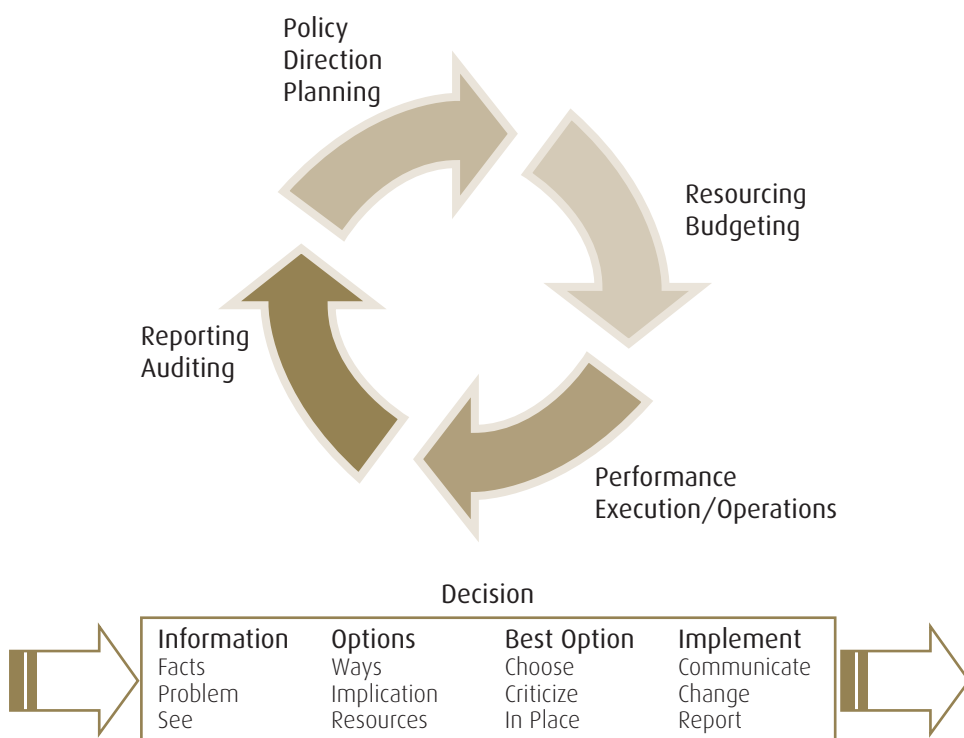 Policy
Direction
Planning
Resourcing
Budgeting
Reporting
Auditing
Performance
Execution/Operations
Decision
Information Options Best Option Implement
Facts Ways Choose Communicate
Problem Implication Criticize Change
See Resources In Place Report